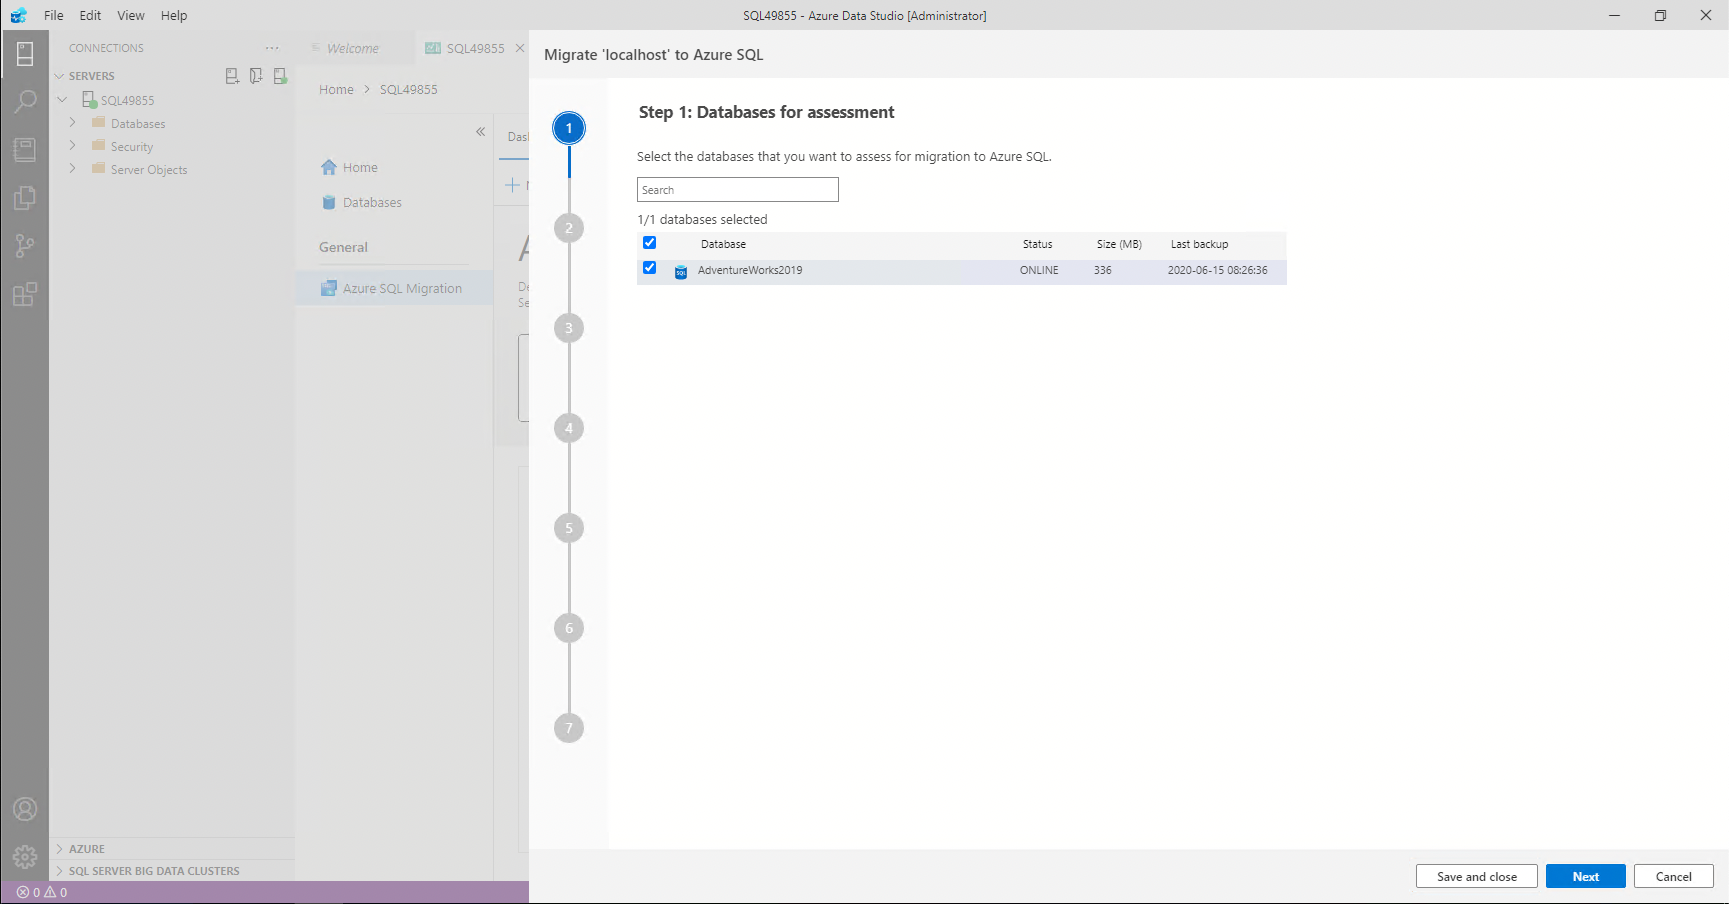 File Edit View Help
SQL49855 - Azure Data Studio [Administrator]
CONNECTIONS
SERVERS
SQL49855
Databases
Security
Server Objects
AZURE
SQL SERVER BIG DATA CLUSTERS
0 0
Welcome
SQL49855
Home > SQL49855
Home
Databases
General
Azure SQL Migration
Migrate 'localhost' to Azure SQL
1
2
3
4
5
6
7
Step 1: Databases for assessment
Select the databases that you want to assess for migration to Azure SQL.
Search
1/1 databases selected
Database Status Size (MB) Last backup
AdventureWorks2019 ONLINE 336 2020-06-15 08:26:36
Save and close Next Cancel